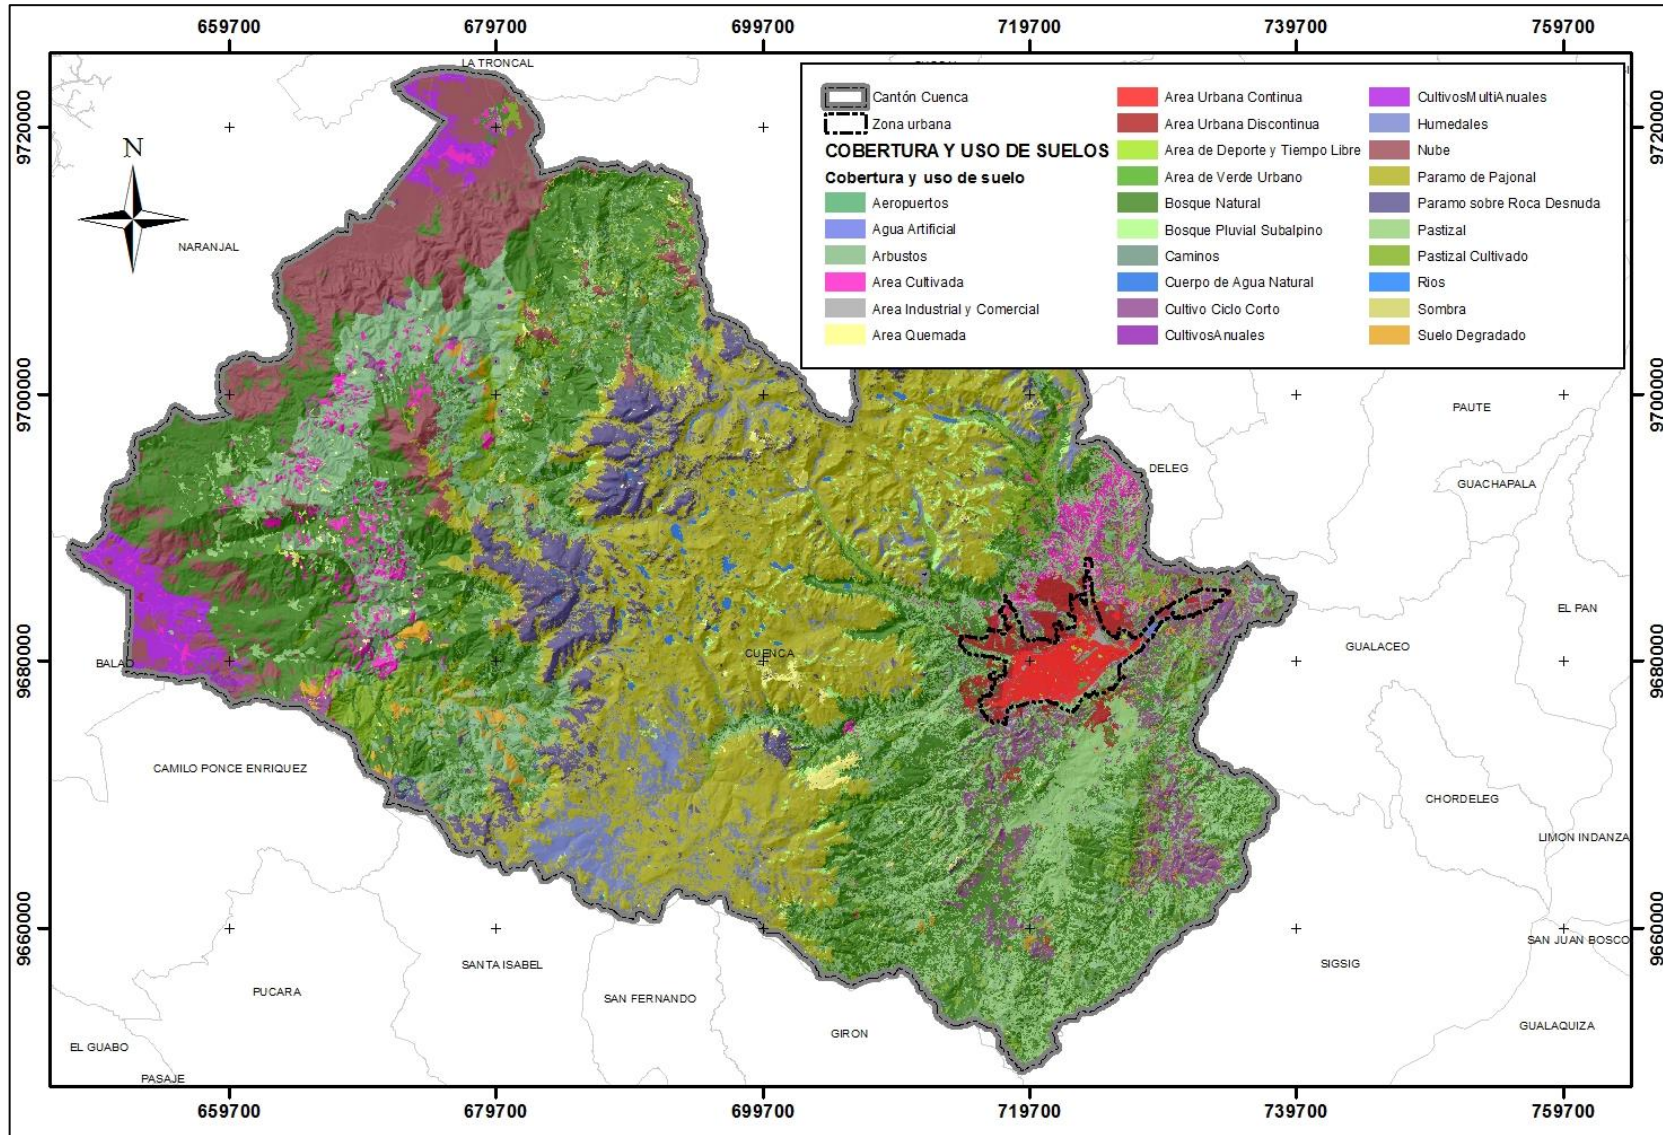 659700 679700 699700 719700 739700 759700
LA TRONCAL
Cantón Cuenca
Zona urbana
COBERTURA Y USO DE SUELOS
Cobertura y uso de suelo
Aeropuertos
Agua Artificial
Arbustos
Area Cultivada
Area Industrial y Comercial
Area Quemada
Area Urbana Continua
Area Urbana Discontinua
Area de Deporte y Tiempo Libre
Area de Verde Urbano
Bosque Natural
Bosque Pluvial Subalpino
Caminos
Cuerpo de Agua Natural
Cultivo Ciclo Corto
CultivosAnuales
CultivosMultiAnuales
Humedales
Nube
Paramo de Pajonal
Paramo sobre Roca Desnuda
Pastizal
Pastizal Cultivado
Rios
Sombra
Suelo Degradado
9720000 9720000
N
NARANJAL
9700000 9700000
PAUTE
DELEG
GUACHAPALA
EL PAN
GUALACEO
CUENCA
BALAO
9680000 9680000
CAMILO PONCE ENRIQUEZ
CHORDELEG
LIMON INDANZA
9660000 9660000
SAN JUAN BOSCO
SANTA ISABEL
SIGSIG
PUCARA
SAN FERNANDO
GIRON
GUALAQUIZA
EL GUABO
PASAJE
659700 679700 699700 719700 739700 759700